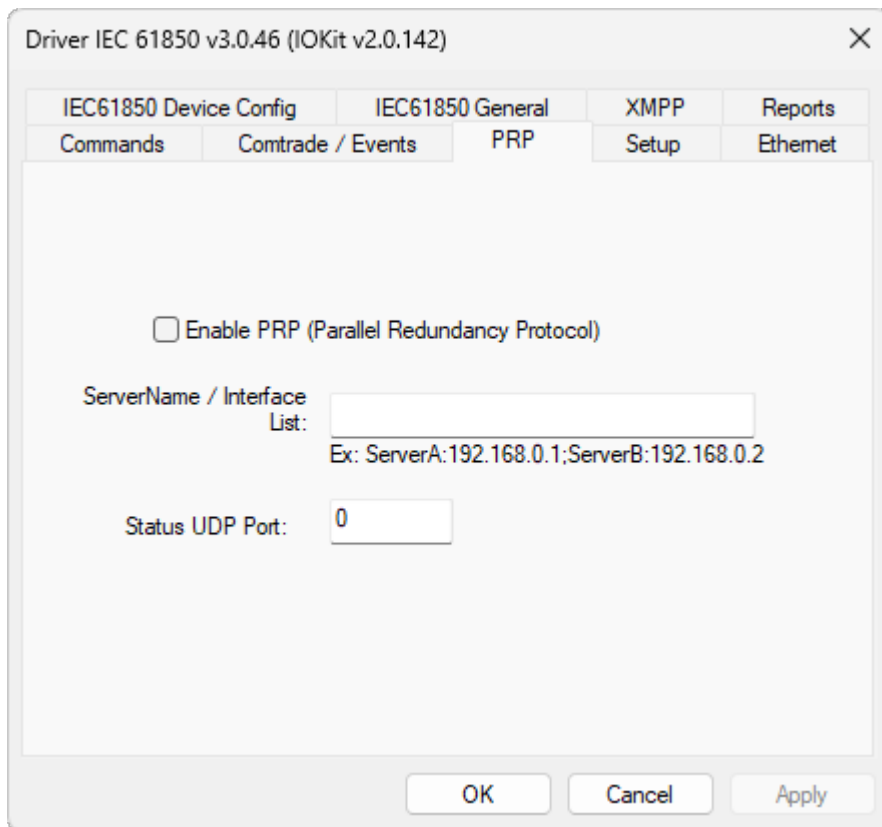 Driver IEC 61850 v3.0.46 (IOKit v2.0.142)
IEC61850 Device Config IEC61850 General XMPP Reports
Commands Comtrade / Events PRP Setup Ethernet
Enable PRP (Parallel Redundancy Protocol)
ServerName / Interface
List:
Ex: ServerA:192.168.0.1;ServerB:192.168.0.2
Status UDP Port: 0
OK Cancel Apply